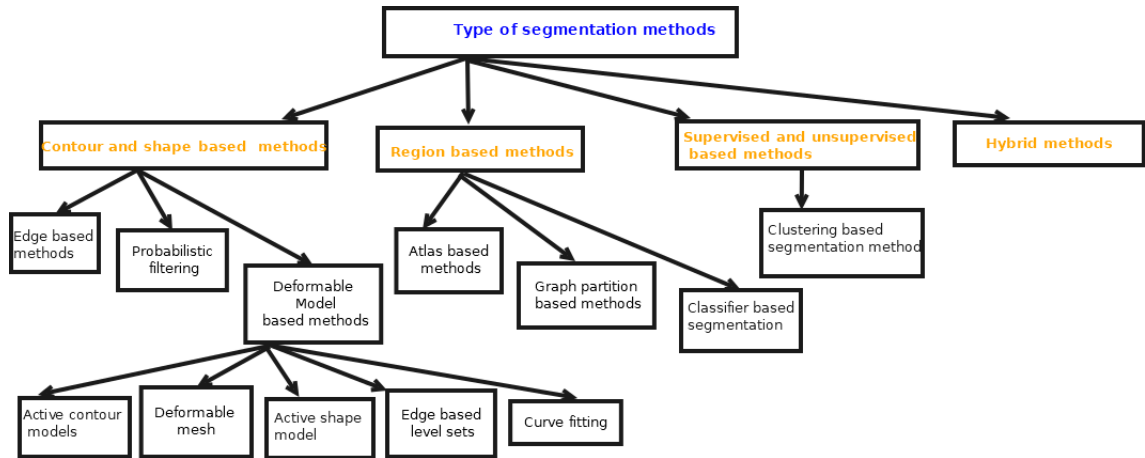 Type of segmentation methods
Contour and shape based methods
Region based methods
Supervised and unsupervised
based methods
Hybrid methods
Edge based
methods
Probabilistic
filtering
Deformable
Model
based methods
Atlas based
methods
Graph partition
based methods
Classifier based
segmentation
Clustering based
segmentation method
Active contour
models
Deformable
mesh
Active shape
model
Edge based
level sets
Curve fitting